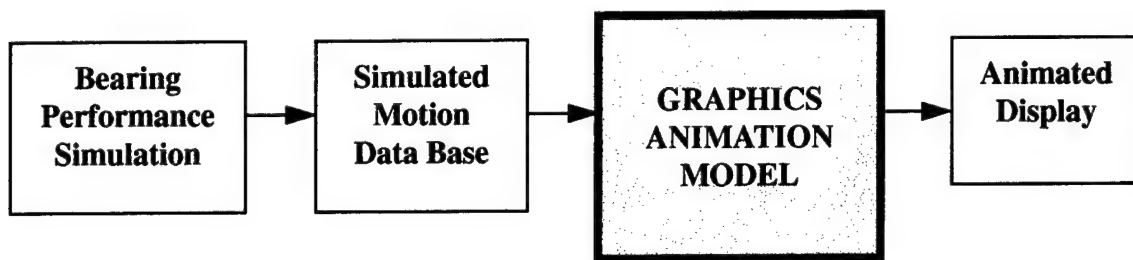 Bearing
Performance
Simulation
Simulated
Motion
Data Base
GRAPHICS
ANIMATION
MODEL
Animated
Display